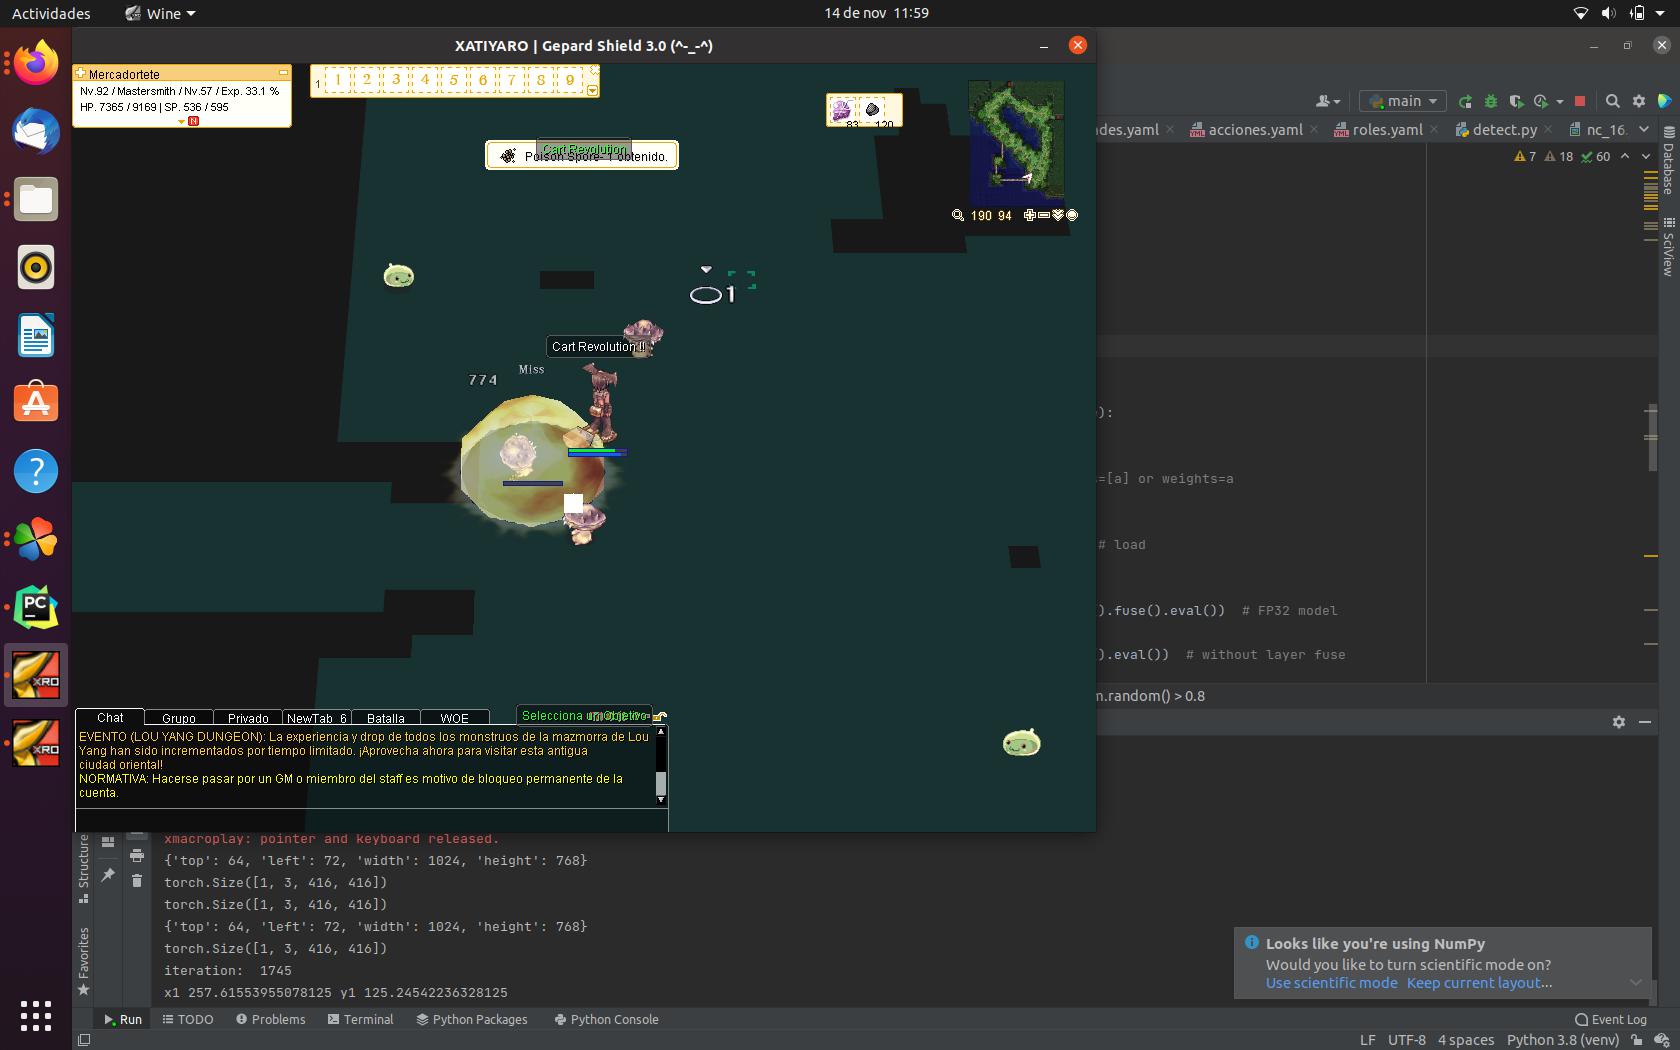 Actividades
Wine
14 de nov 11:59
XATIYARO | Gepard Shield 3.0 (^-_-^)
Mercadortete
Nv.92 / Mastersmith / Nv.57 / Exp. 33.1 %
HP. 7365 / 9169 | SP. 536 / 595
N
1 1 2 3 4 5 6 7 8 9
83 120
Cart Revolution
Poison Spore- 1 obtenido.
190 94
1
Cart Revolution !!
Miss
774
Chat Grupo Privado NewTab_6 Batalla WOE
Selecciona un objetivo
EVENTO (LOU YANG DUNGEON): La experiencia y drop de todos los monstruos de la mazmorra de Lou
Yang han sido incrementados por tiempo limitado. ¡Aprovecha ahora para visitar esta antigua
ciudad oriental!
NORMATIVA: Hacerse pasar por un GM o miembro del staff es motivo de bloqueo permanente de la
cuenta.
main
des.yaml acciones.yaml roles.yaml detect.py nc_16.
7 18 60
Database
SciView
):
=[a] or weights=a
# load
).fuse().eval()) # FP32 model
).eval()) # without layer fuse
m.random() > 0.8
PC
XRO
XRO
Structure
Favorites
xmacroplay: pointer and keyboard released.
{'top': 64, 'left': 72, 'width': 1024, 'height': 768}
torch.Size([1, 3, 416, 416])
torch.Size([1, 3, 416, 416])
{'top': 64, 'left': 72, 'width': 1024, 'height': 768}
torch.Size([1, 3, 416, 416])
iteration: 1745
x1 257.61553955078125 y1 125.24542236328125
Looks like you're using NumPy
Would you like to turn scientific mode on?
Use scientific mode Keep current layout...
Run TODO Problems Terminal Python Packages Python Console
Event Log
LF UTF-8 4 spaces Python 3.8 (venv)